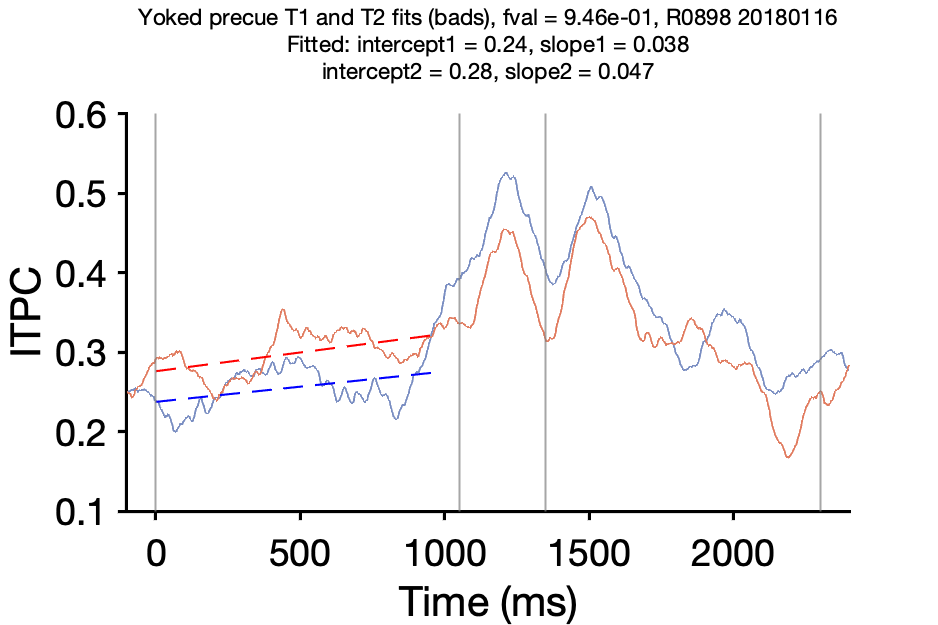 Yoked precue T1 and T2 fits (bads), fval = 9.46e-01, R0898 20180116
Fitted: intercept1 = 0.24, slope1 = 0.038
intercept2 = 0.28, slope2 = 0.047
0.6
0.5
0.4
0.3
0.2
0.1
ITPC
0 500 1000 1500 2000
Time (ms)